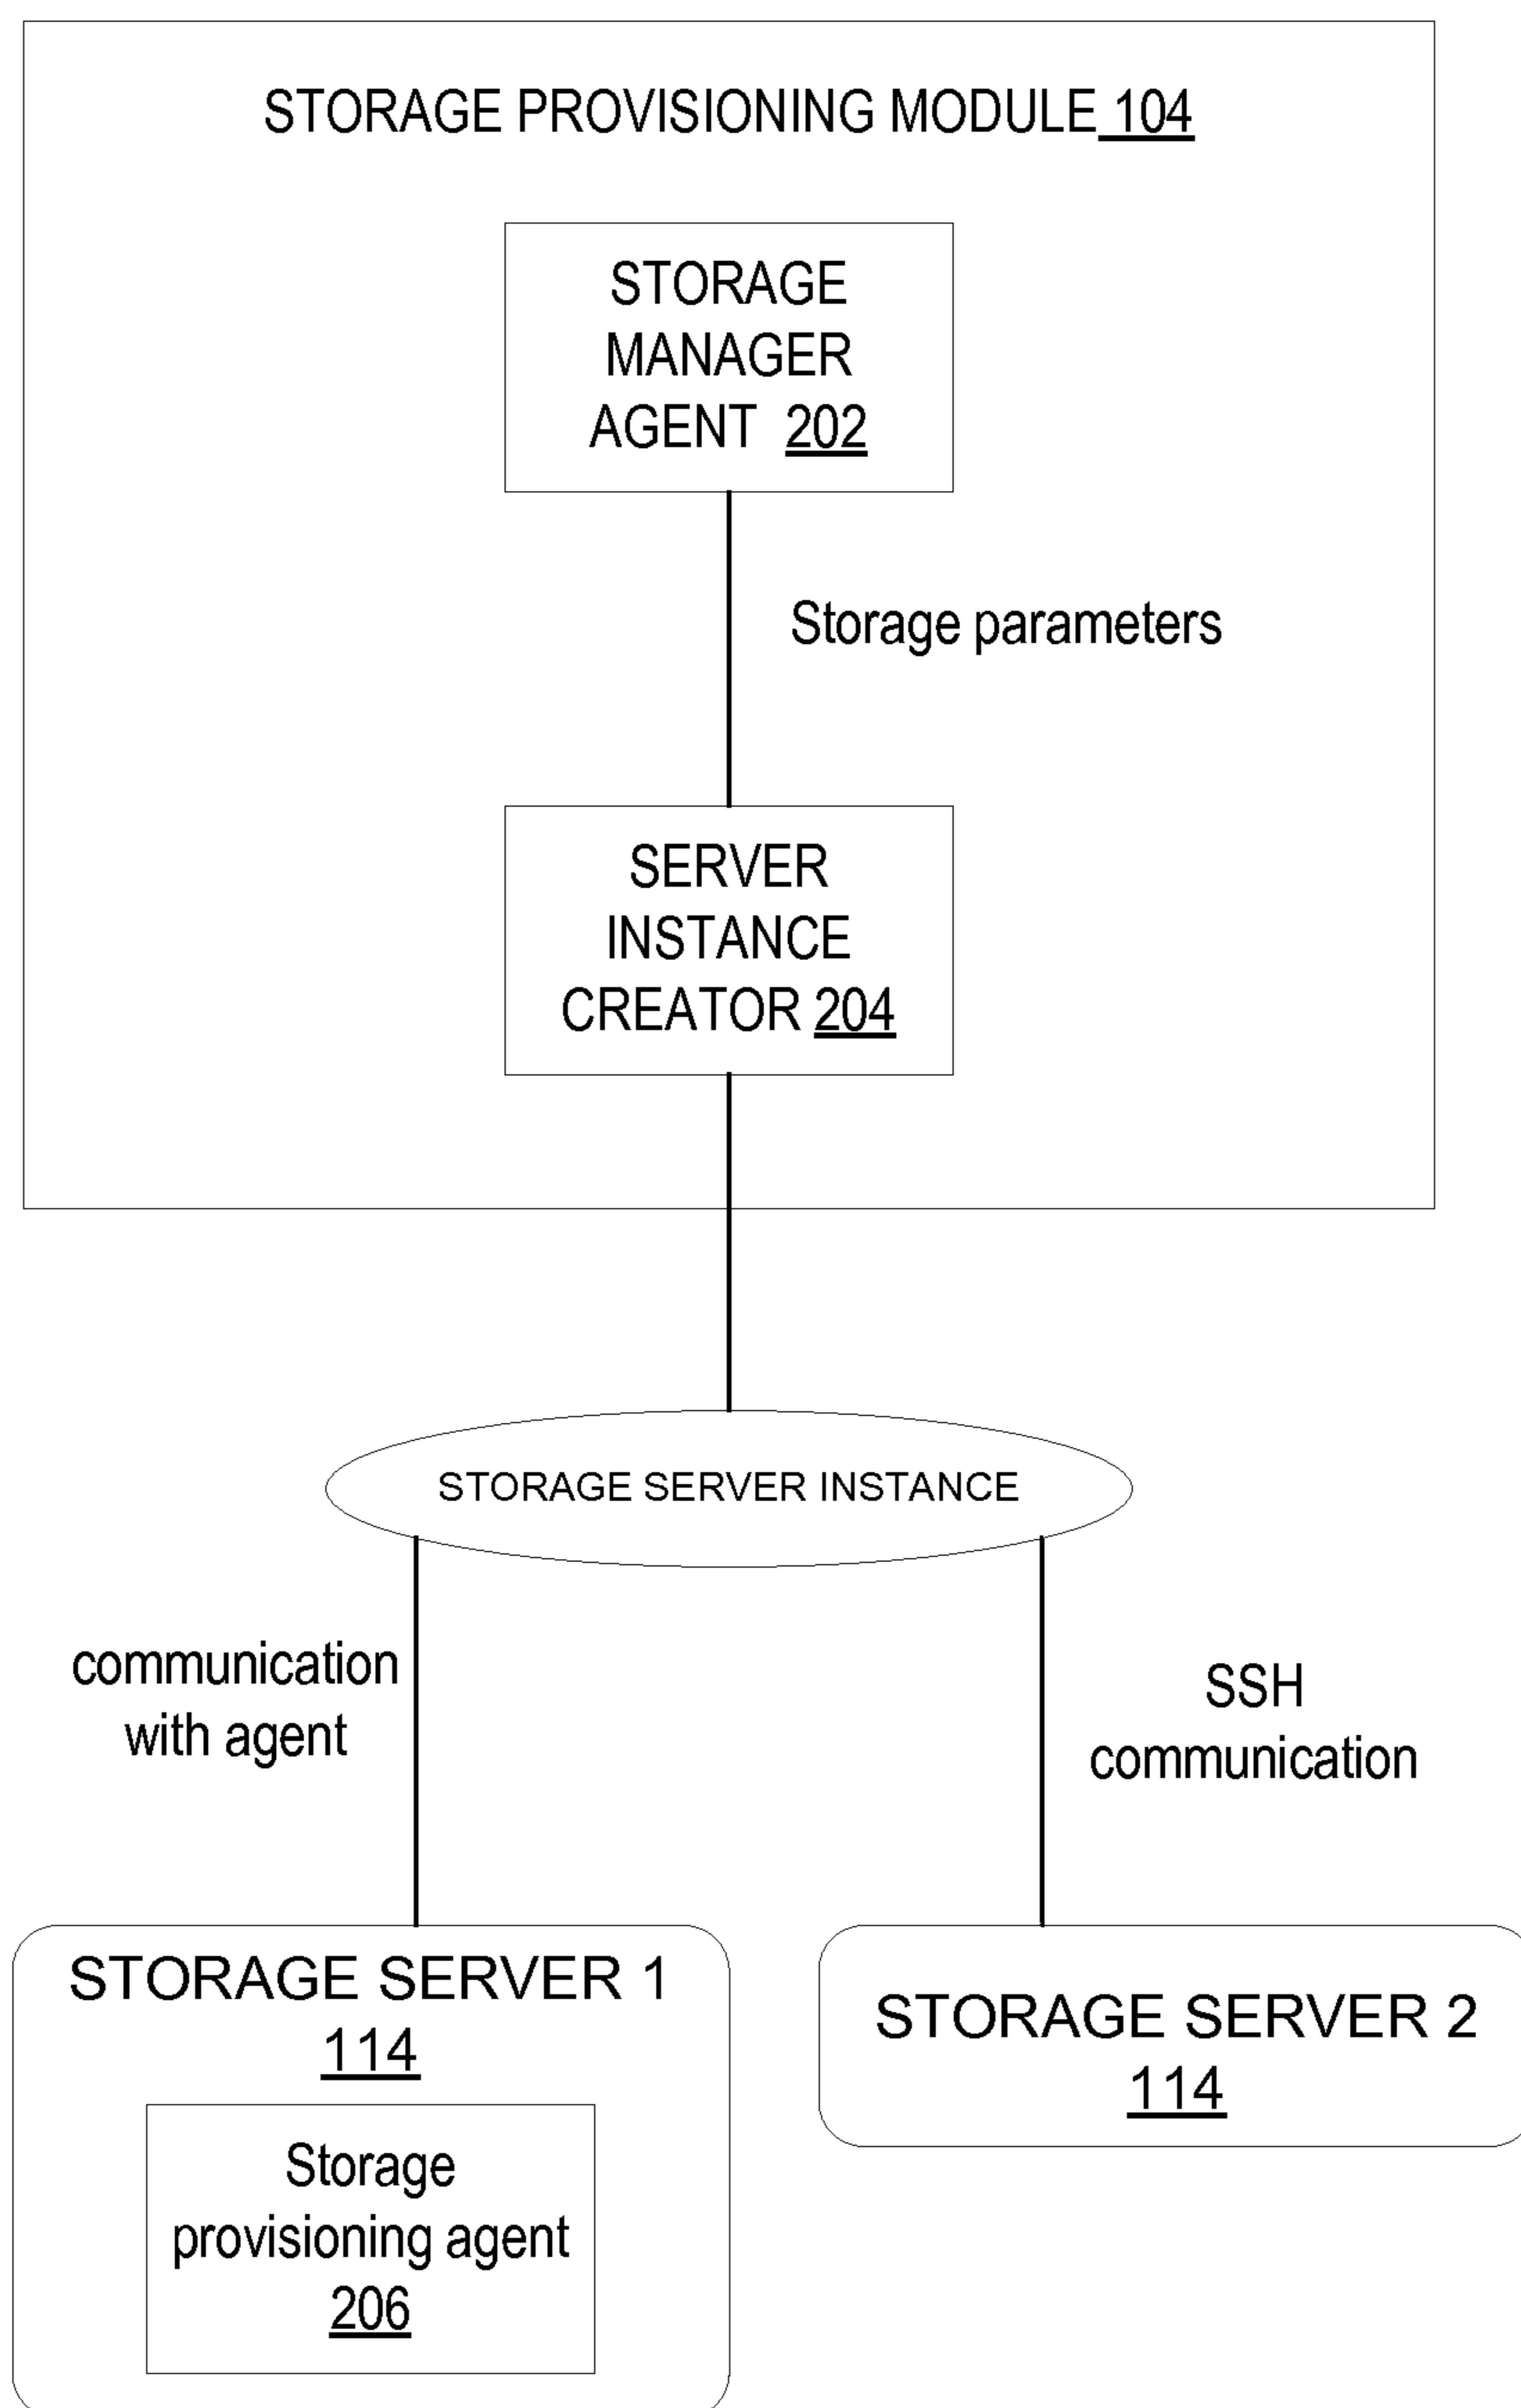 STORAGE PROVISIONING MODULE 104
STORAGE
MANAGER
AGENT 202
Storage parameters
SERVER
INSTANCE
CREATOR 204
STORAGE SERVER INSTANCE
communication
with agent
SSH
communication
STORAGE SERVER 1
114
Storage
provisioning agent
206
STORAGE SERVER 2
114